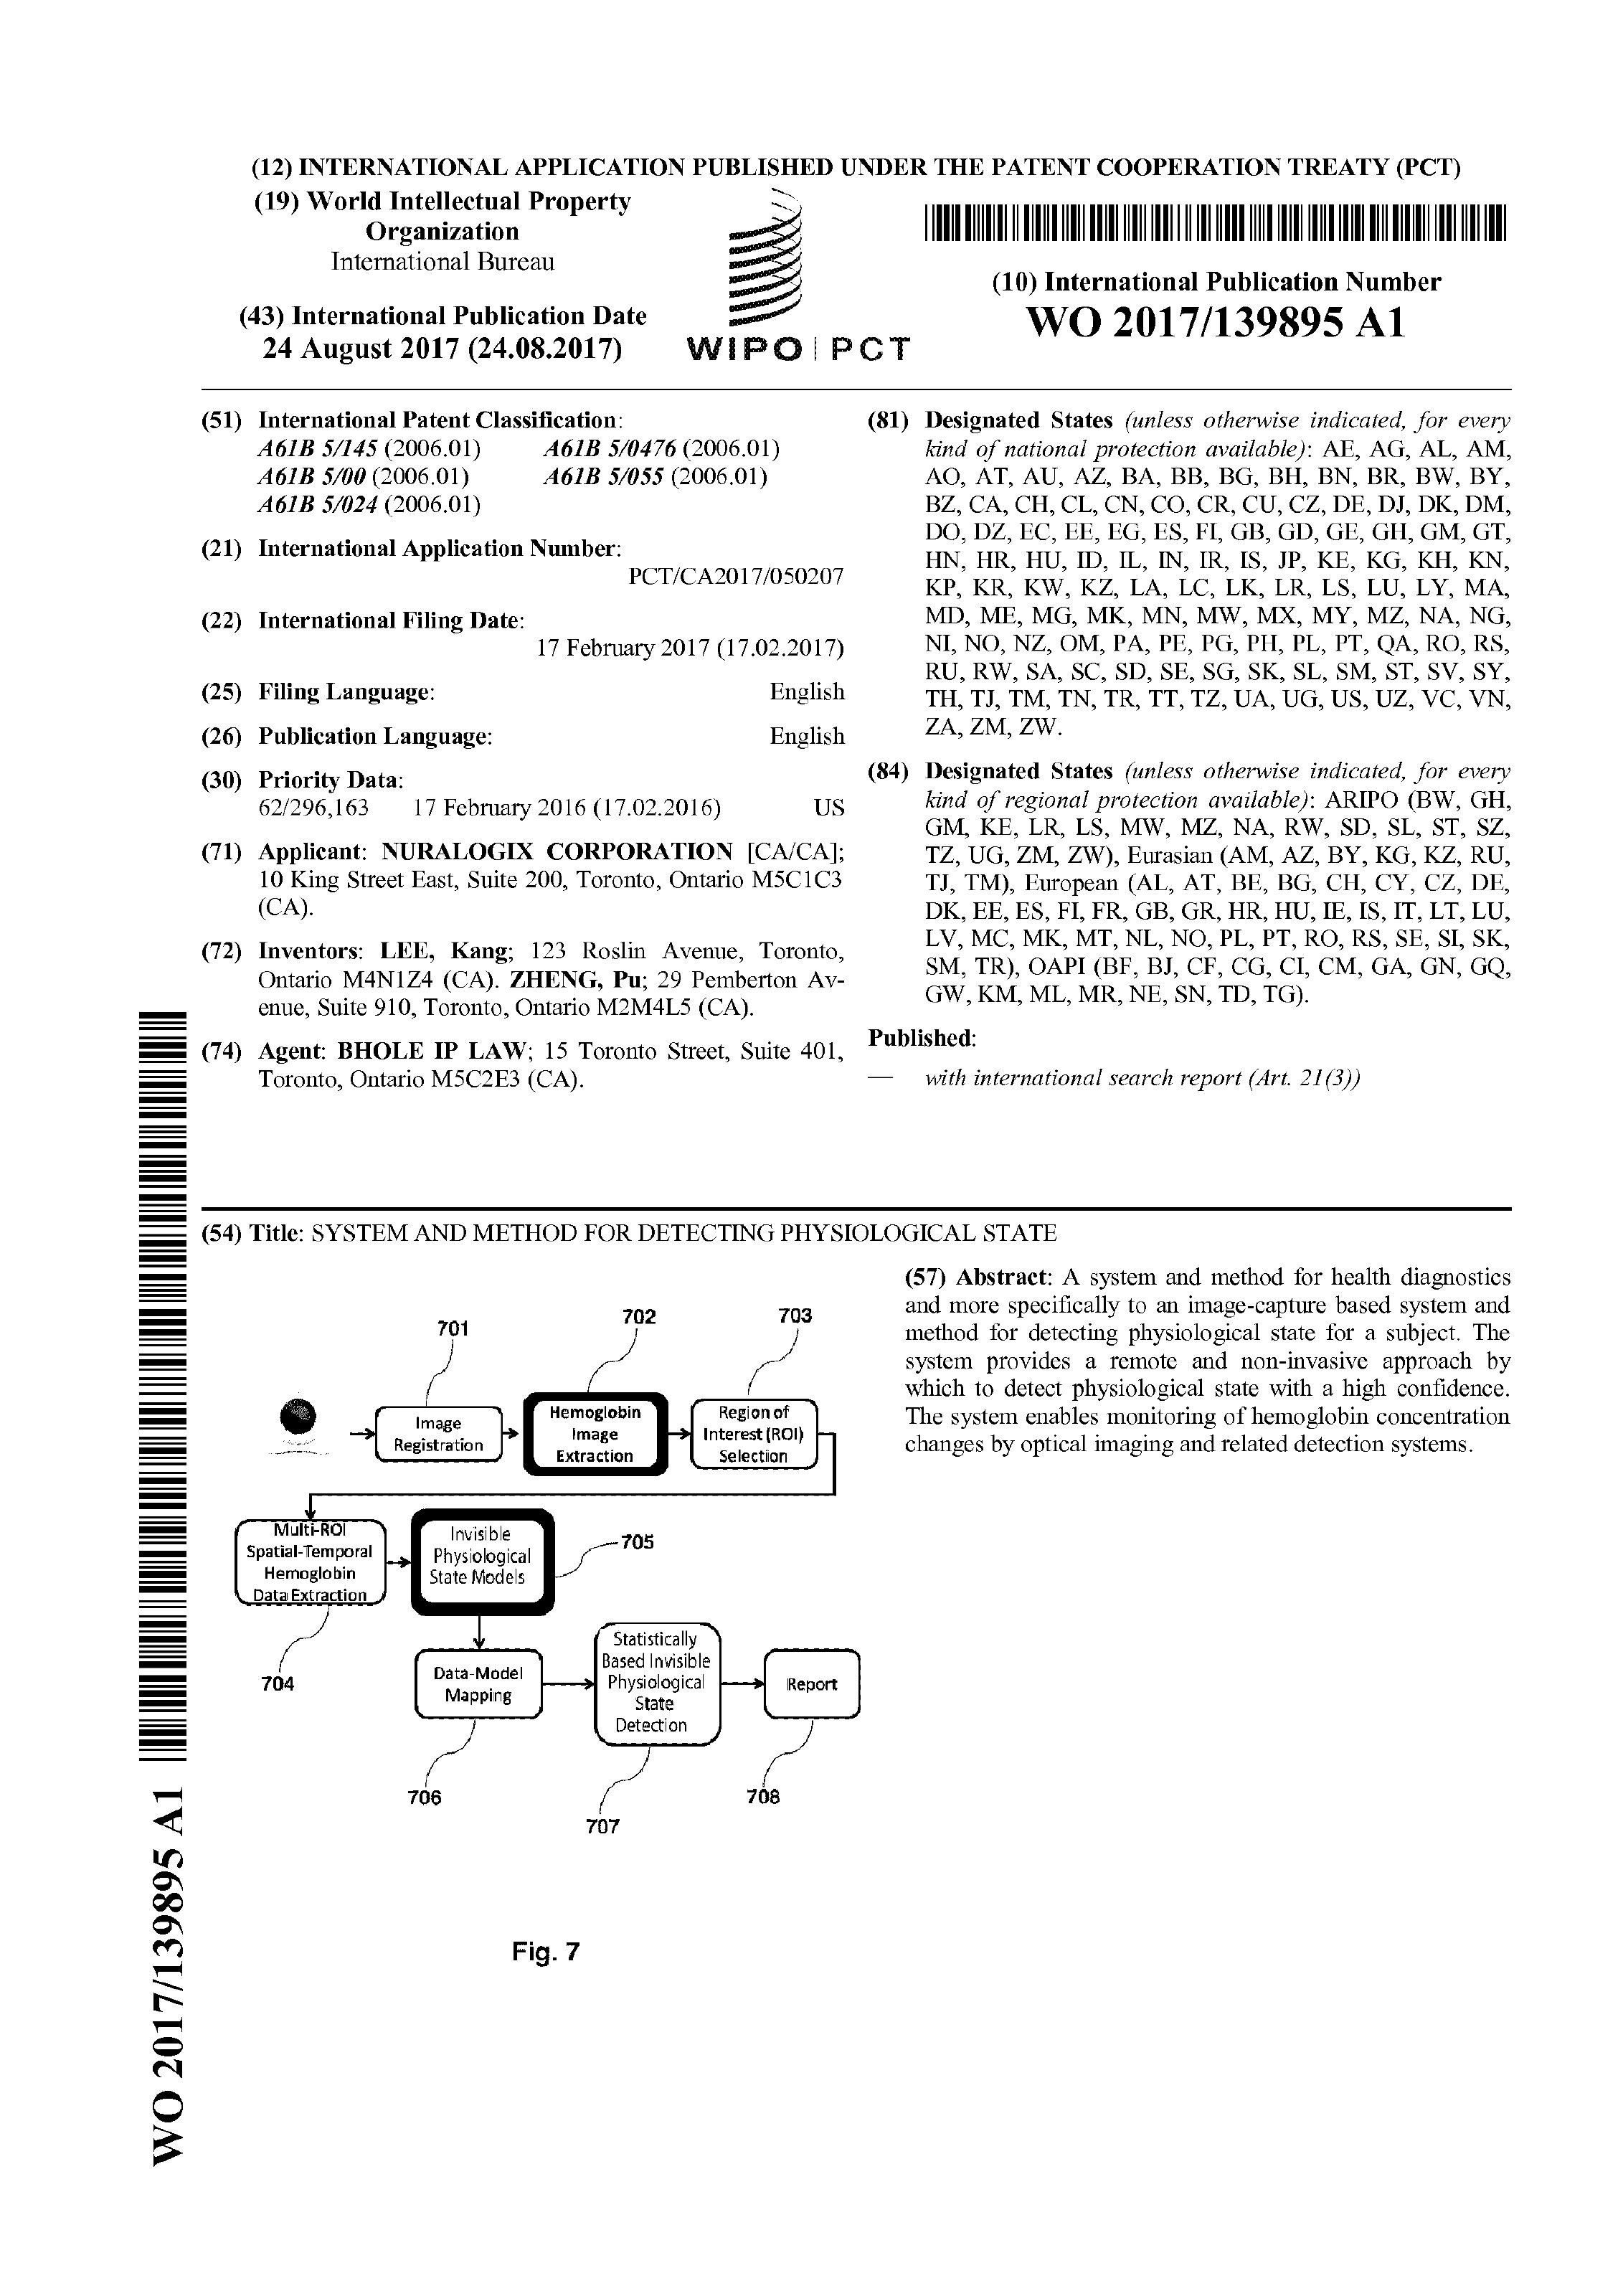 (12) INTERNATIONAL APPLICATION PUBLISHED UNDER THE PATENT COOPERATION TREATY (PCT)
(19) World Intellectual Property
Organization
International Bureau
(43) International Publication Date
24 August 2017 (24.08.2017)
WIPO | PCT
(10) International Publication Number
WO 2017/139895 A1
(51) International Patent Classification:
A61B 5/145 (2006.01) A61B 5/0476 (2006.01)
A61B 5/00 (2006.01) A61B 5/055 (2006.01)
A61B 5/024 (2006.01)
(21) International Application Number:
PCT/CA2017/050207
(22) International Filing Date:
17 February 2017 (17.02.2017)
(25) Filing Language: English
(26) Publication Language: English
(30) Priority Data:
62/296,163 17 February 2016 (17.02.2016) US
(71) Applicant: NURALOGIX CORPORATION [CA/CA];
10 King Street East, Suite 200, Toronto, Ontario M5C1C3
(CA).
(72) Inventors: LEE, Kang; 123 Roslin Avenue, Toronto,
Ontario M4N1Z4 (CA). ZHENG, Pu; 29 Pemberton Av-
enue, Suite 910, Toronto, Ontario M2M4L5 (CA).
(74) Agent: BHOLE IP LAW; 15 Toronto Street, Suite 401,
Toronto, Ontario M5C2E3 (CA).
(81) Designated States (unless otherwise indicated, for every
kind of national protection available): AE, AG, AL, AM,
AO, AT, AU, AZ, BA, BB, BG, BH, BN, BR, BW, BY,
BZ, CA, CH, CL, CN, CO, CR, CU, CZ, DE, DJ, DK, DM,
DO, DZ, EC, EE, EG, ES, FI, GB, GD, GE, GH, GM, GT,
HN, HR, HU, ID, IL, IN, IR, IS, JP, KE, KG, KH, KN,
KP, KR, KW, KZ, LA, LC, LK, LR, LS, LU, LY, MA,
MD, ME, MG, MK, MN, MW, MX, MY, MZ, NA, NG,
NI, NO, NZ, OM, PA, PE, PG, PH, PL, PT, QA, RO, RS,
RU, RW, SA, SC, SD, SE, SG, SK, SL, SM, ST, SV, SY,
TH, TJ, TM, TN, TR, TT, TZ, UA, UG, US, UZ, VC, VN,
ZA, ZM, ZW.
(84) Designated States (unless otherwise indicated, for every
kind of regional protection available): ARIPO (BW, GH,
GM, KE, LR, LS, MW, MZ, NA, RW, SD, SL, ST, SZ,
TZ, UG, ZM, ZW), Eurasian (AM, AZ, BY, KG, KZ, RU,
TJ, TM), European (AL, AT, BE, BG, CH, CY, CZ, DE,
DK, EE, ES, FI, FR, GB, GR, HR, HU, IE, IS, IT, LT, LU,
LV, MC, MK, MT, NL, NO, PL, PT, RO, RS, SE, SI, SK,
SM, TR), OAPI (BF, BJ, CF, CG, CI, CM, GA, GN, GQ,
GW, KM, ML, MR, NE, SN, TD, TG).
Published:
— with international search report (Art. 21(3))
(54) Title: SYSTEM AND METHOD FOR DETECTING PHYSIOLOGICAL STATE
(57) Abstract: A system and method for health diagnostics
and more specifically to an image-capture based system and
method for detecting physiological state for a subject. The
system provides a remote and non-invasive approach by
which to detect physiological state with a high confidence.
The system enables monitoring of hemoglobin concentration
changes by optical imaging and related detection systems.
701
702
703
Image
Registration
Hemoglobin
Image
Extraction
Region of
Interest (ROI)
Selection
Multi-ROI
Spatial-Temporal
Hemoglobin
Data Extraction
Invisible
Physiological
State Models
705
704
Data-Model
Mapping
Statistically
Based Invisible
Physiological
State
Detection
Report
706
707
708
Fig. 7
WO 2017/139895 A1